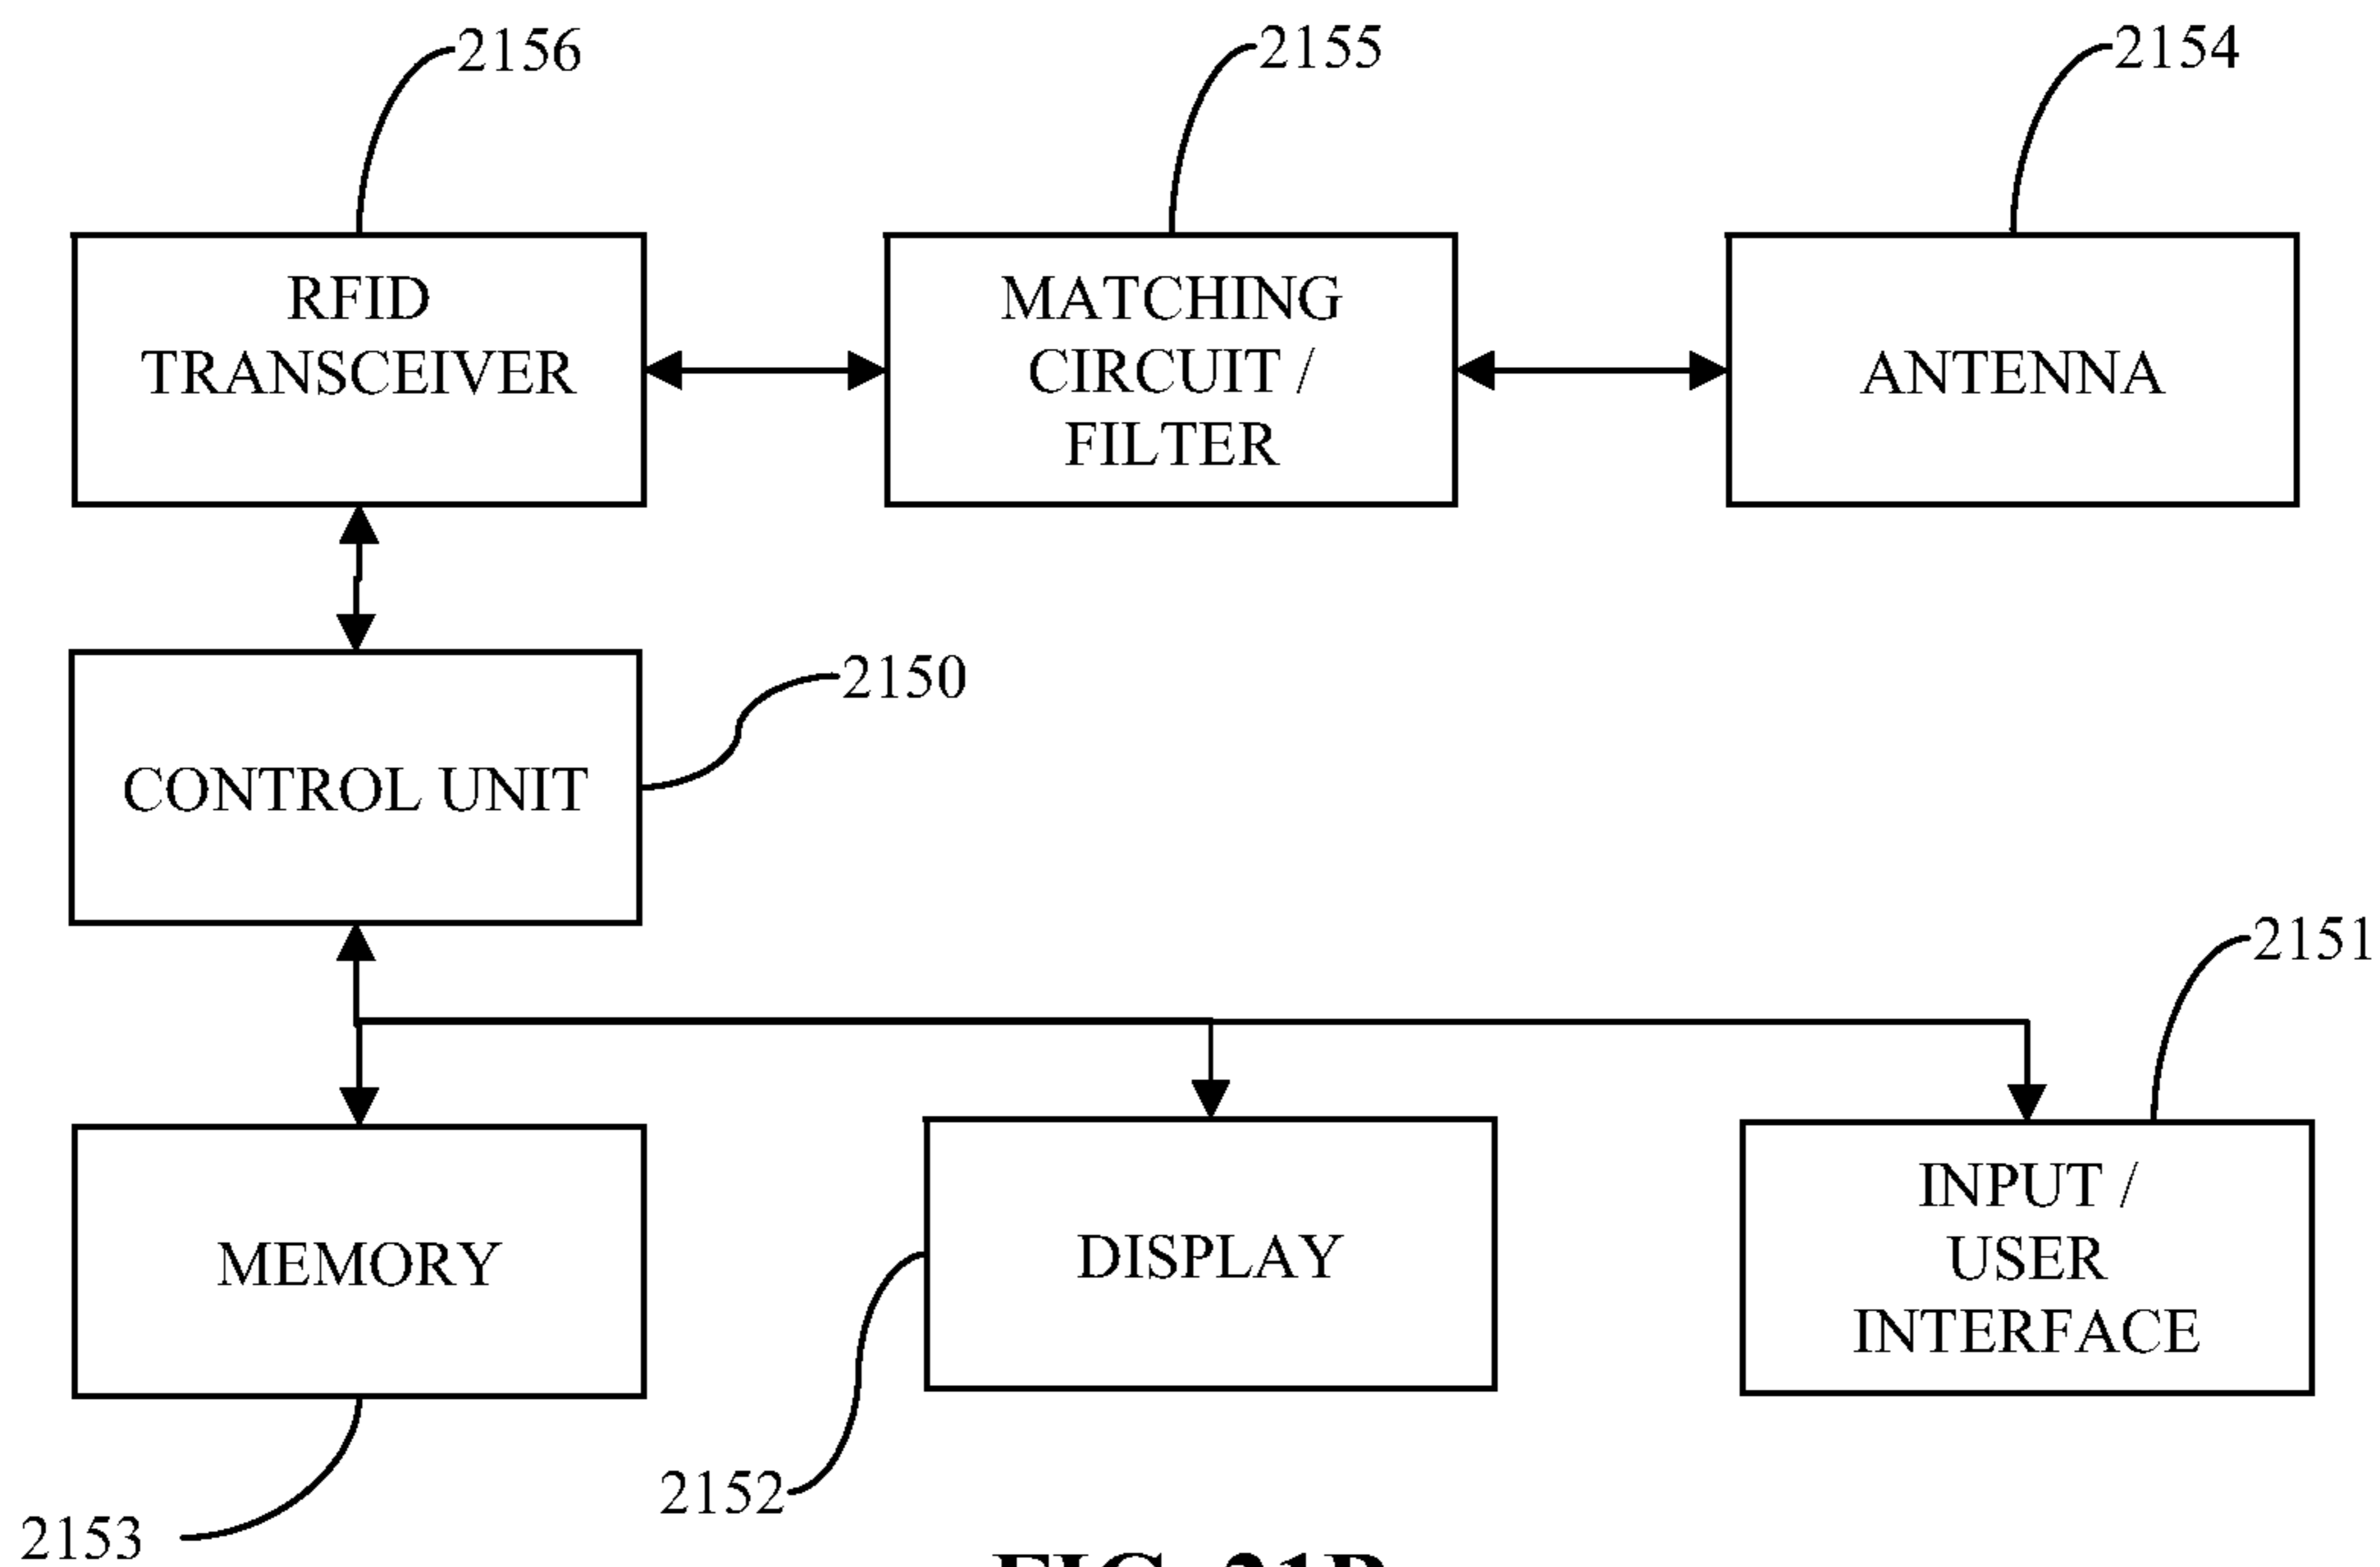 2156
2155
2154
RFID
TRANSCEIVER
MATCHING
CIRCUIT /
FILTER
ANTENNA
2150
CONTROL UNIT
2151
MEMORY
DISPLAY
INPUT /
USER
INTERFACE
2152
2153